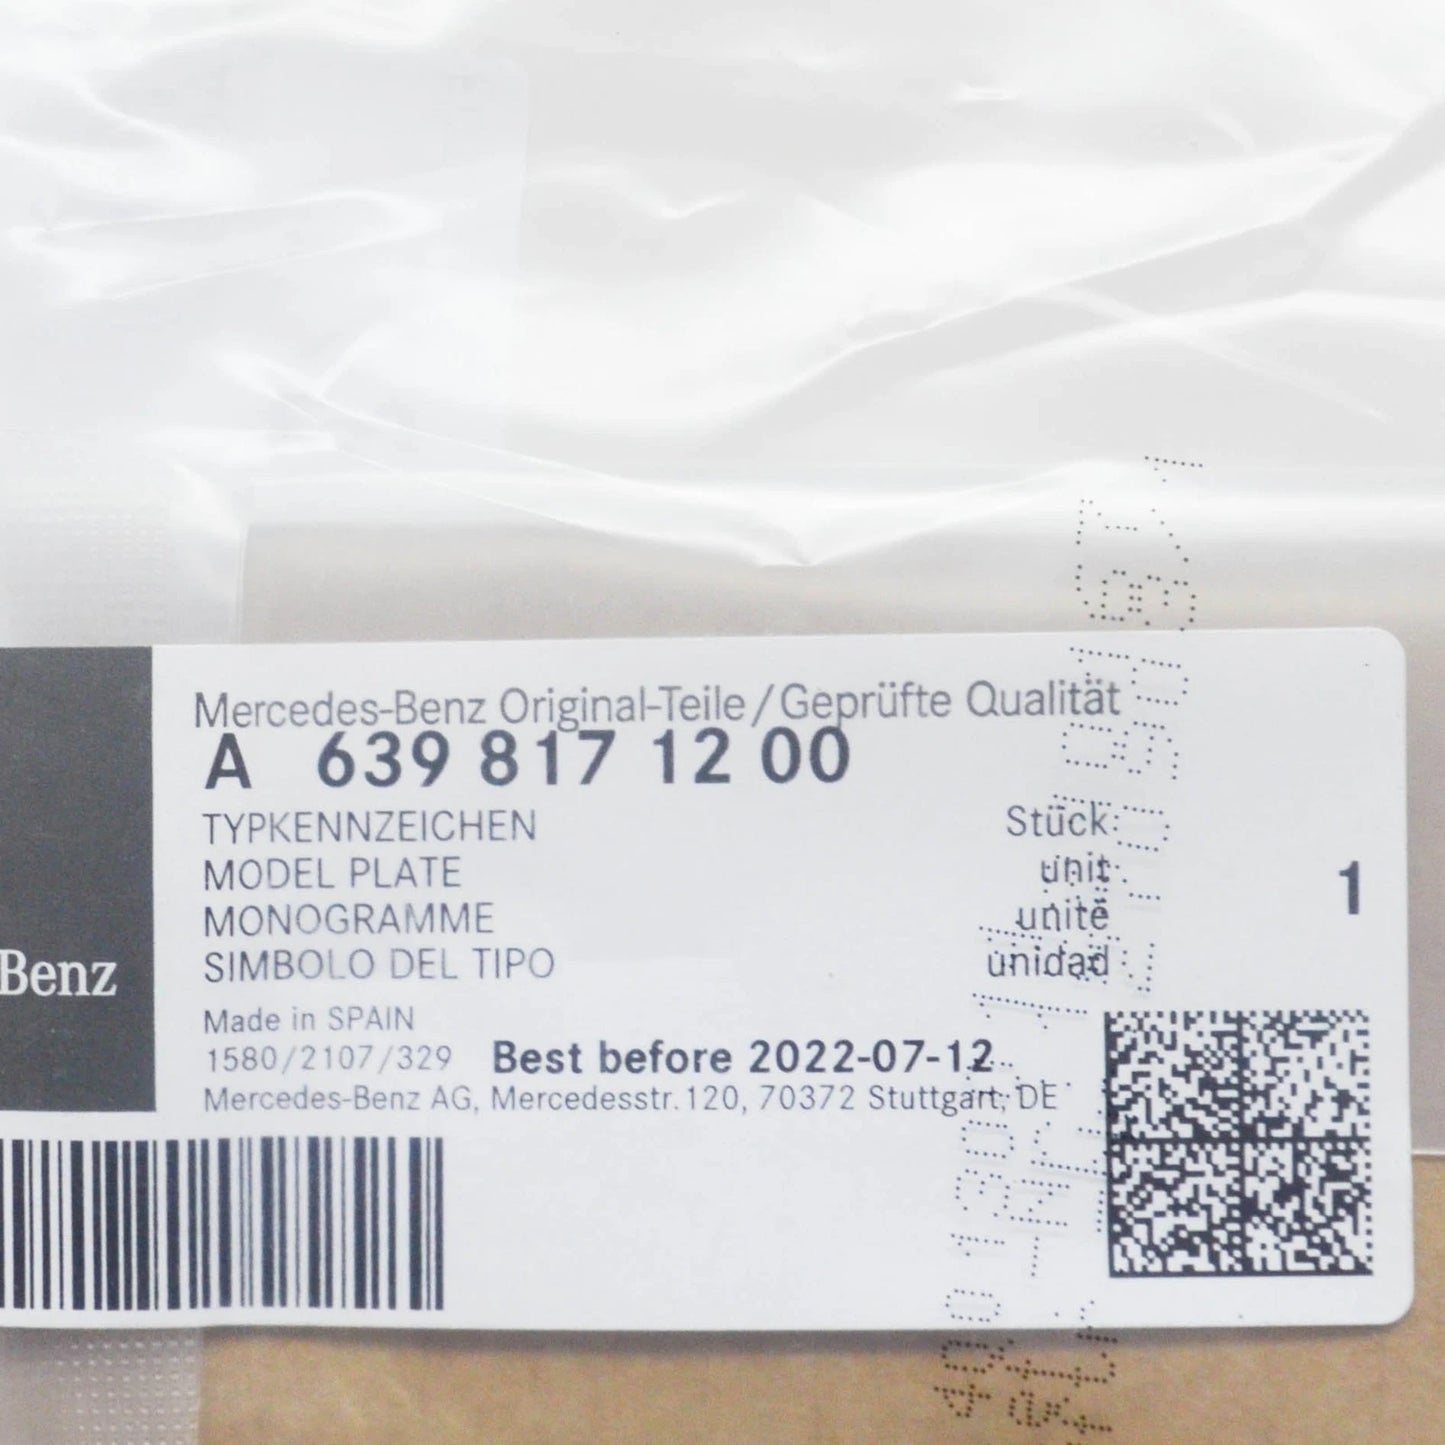 Mercedes-Benz Original-Teile/Geprüfte Qualität
A 639 817 12 00
TYPKENNZEICHEN
MODEL PLATE
MONOGRAMME
SIMBOLO DEL TIPO
Stück
unit
unité
unidad
1
Benz
Made in SPAIN
1580/2107/329 Best before 2022-07-12
Mercedes-Benz AG, Mercedesstr. 120, 70372 Stuttgart, DE